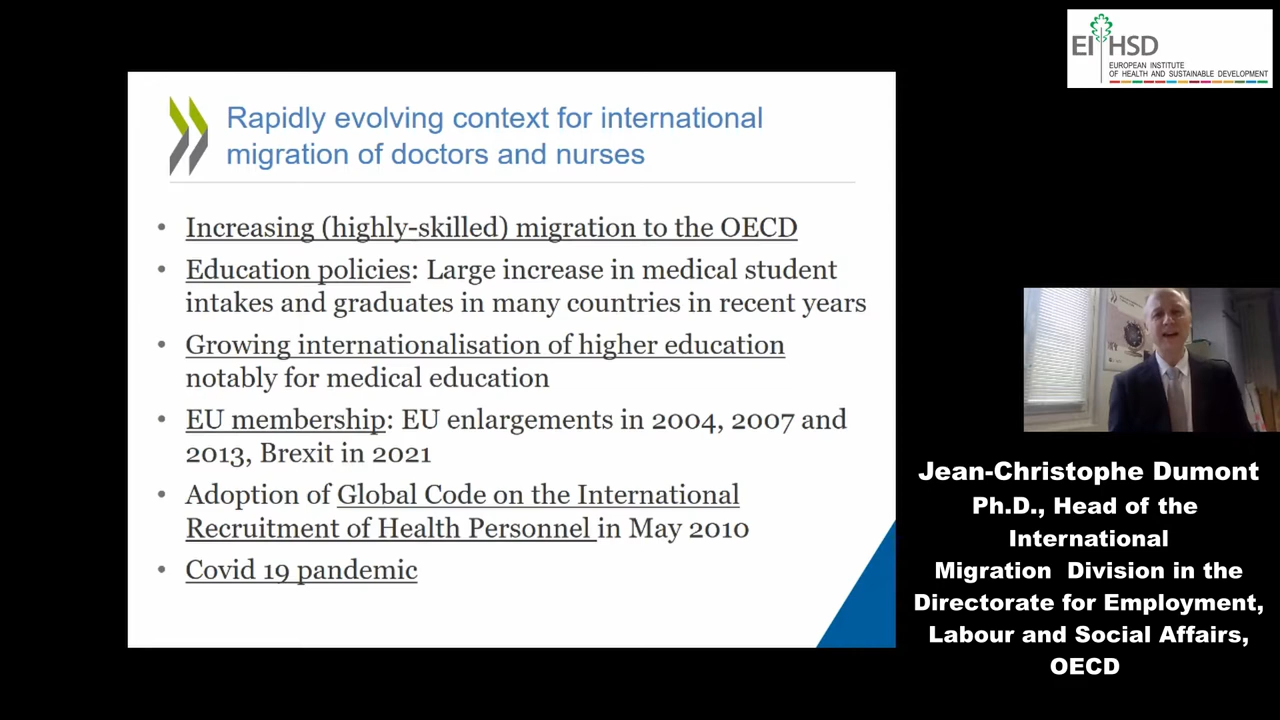 EIHSD
EUROPEAN INSTITUTE
OF HEALTH AND SUSTAINABLE DEVELOPMENT
Rapidly evolving context for international
migration of doctors and nurses
• Increasing (highly-skilled) migration to the OECD
• Education policies: Large increase in medical student
intakes and graduates in many countries in recent years
• Growing internationalisation of higher education
notably for medical education
• EU membership: EU enlargements in 2004, 2007 and
2013, Brexit in 2021
• Adoption of Global Code on the International
Recruitment of Health Personnel in May 2010
• Covid 19 pandemic
Jean-Christophe Dumont
Ph.D., Head of the
International
Migration Division in the
Directorate for Employment,
Labour and Social Affairs,
OECD